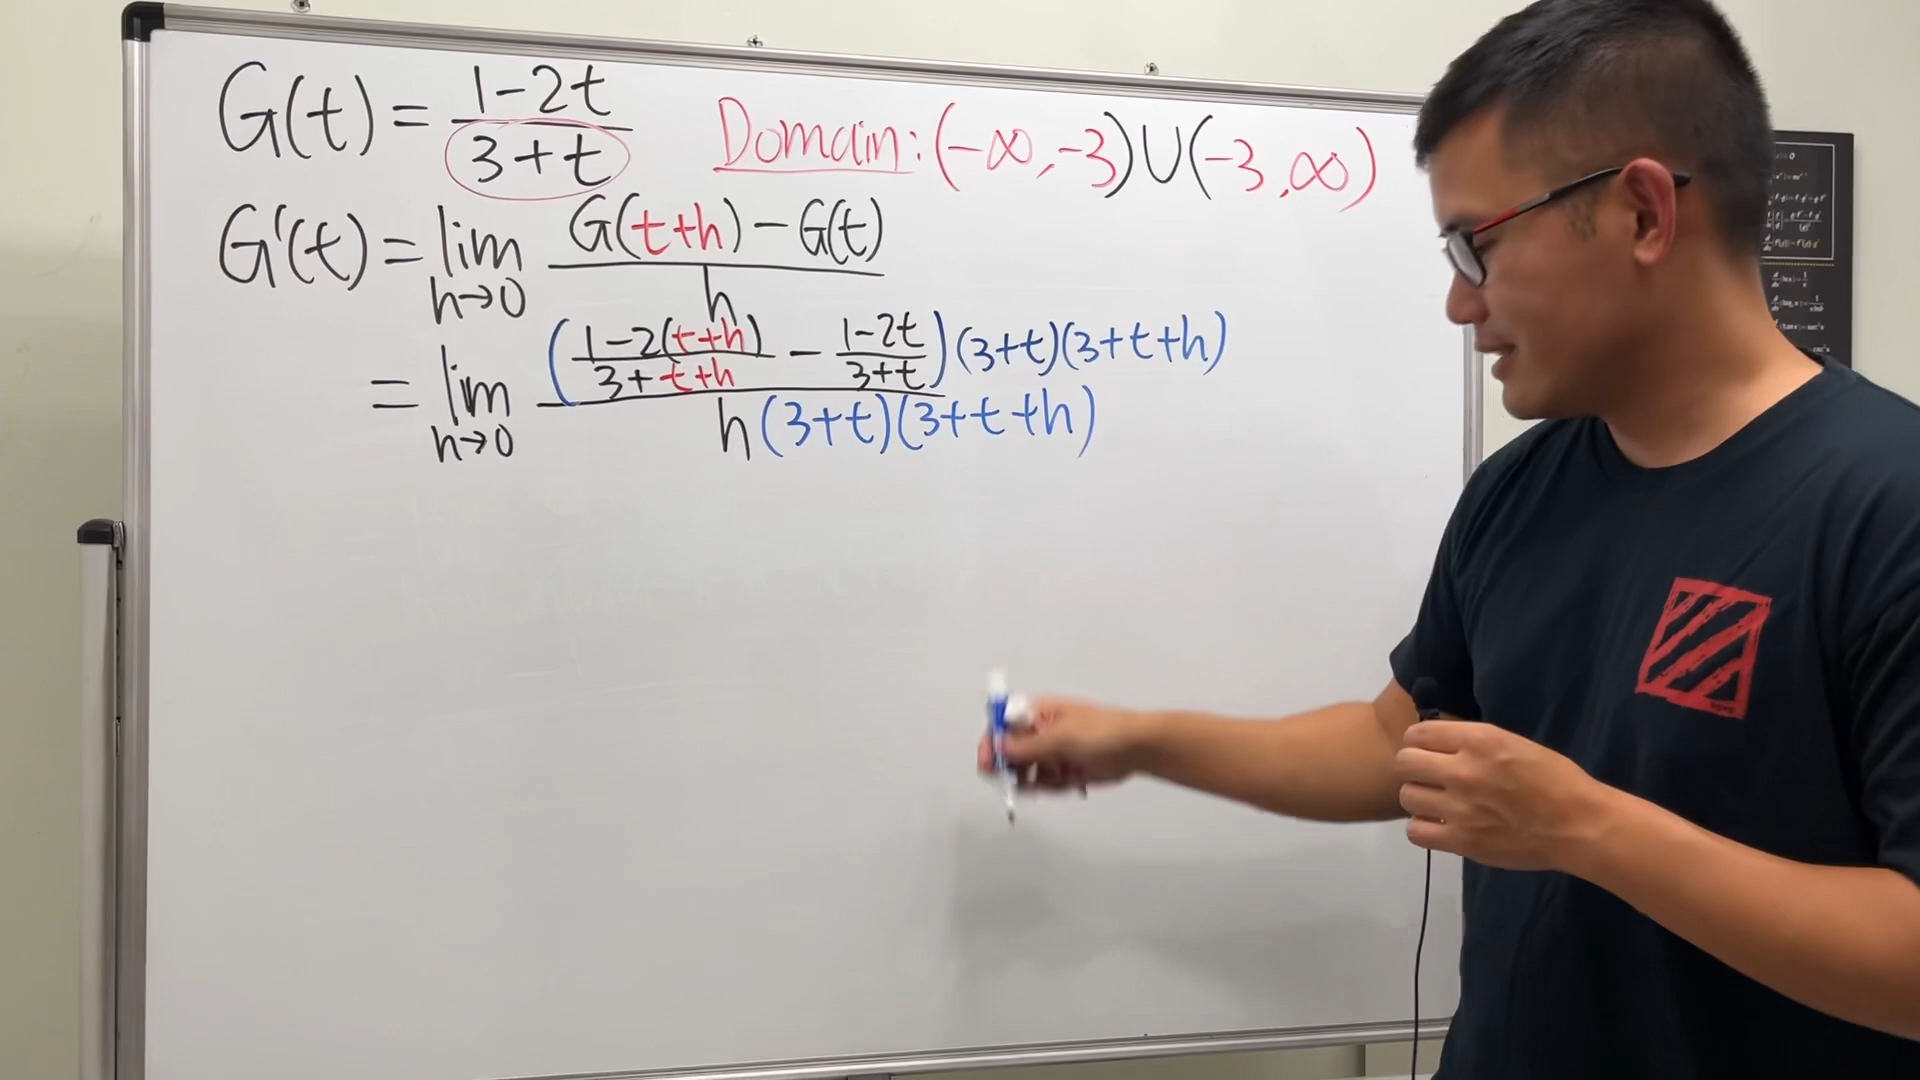 G(t) = (1-2t)/(3+t) Domain: (-∞,-3)∪(-3,∞)
G'(t) = lim h→0 (G(t+h) - G(t))/h
= lim h→0 ((1-2(t+h))/(3+t+h) - (1-2t)/(3+t))(3+t)(3+t+h) / h(3+t)(3+t+h)